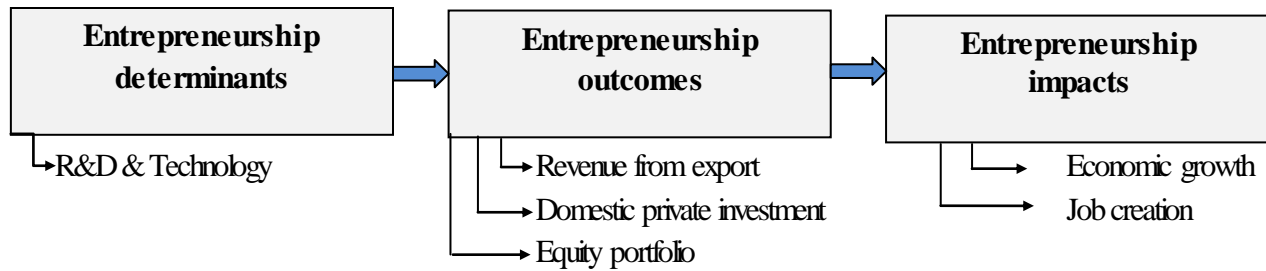 Entrepreneurship
determinants
R&D & Technology
Entrepreneurship
outcomes
Revenue from export
Domestic private investment
Equity portfolio
Entrepreneurship
impacts
Economic growth
Job creation